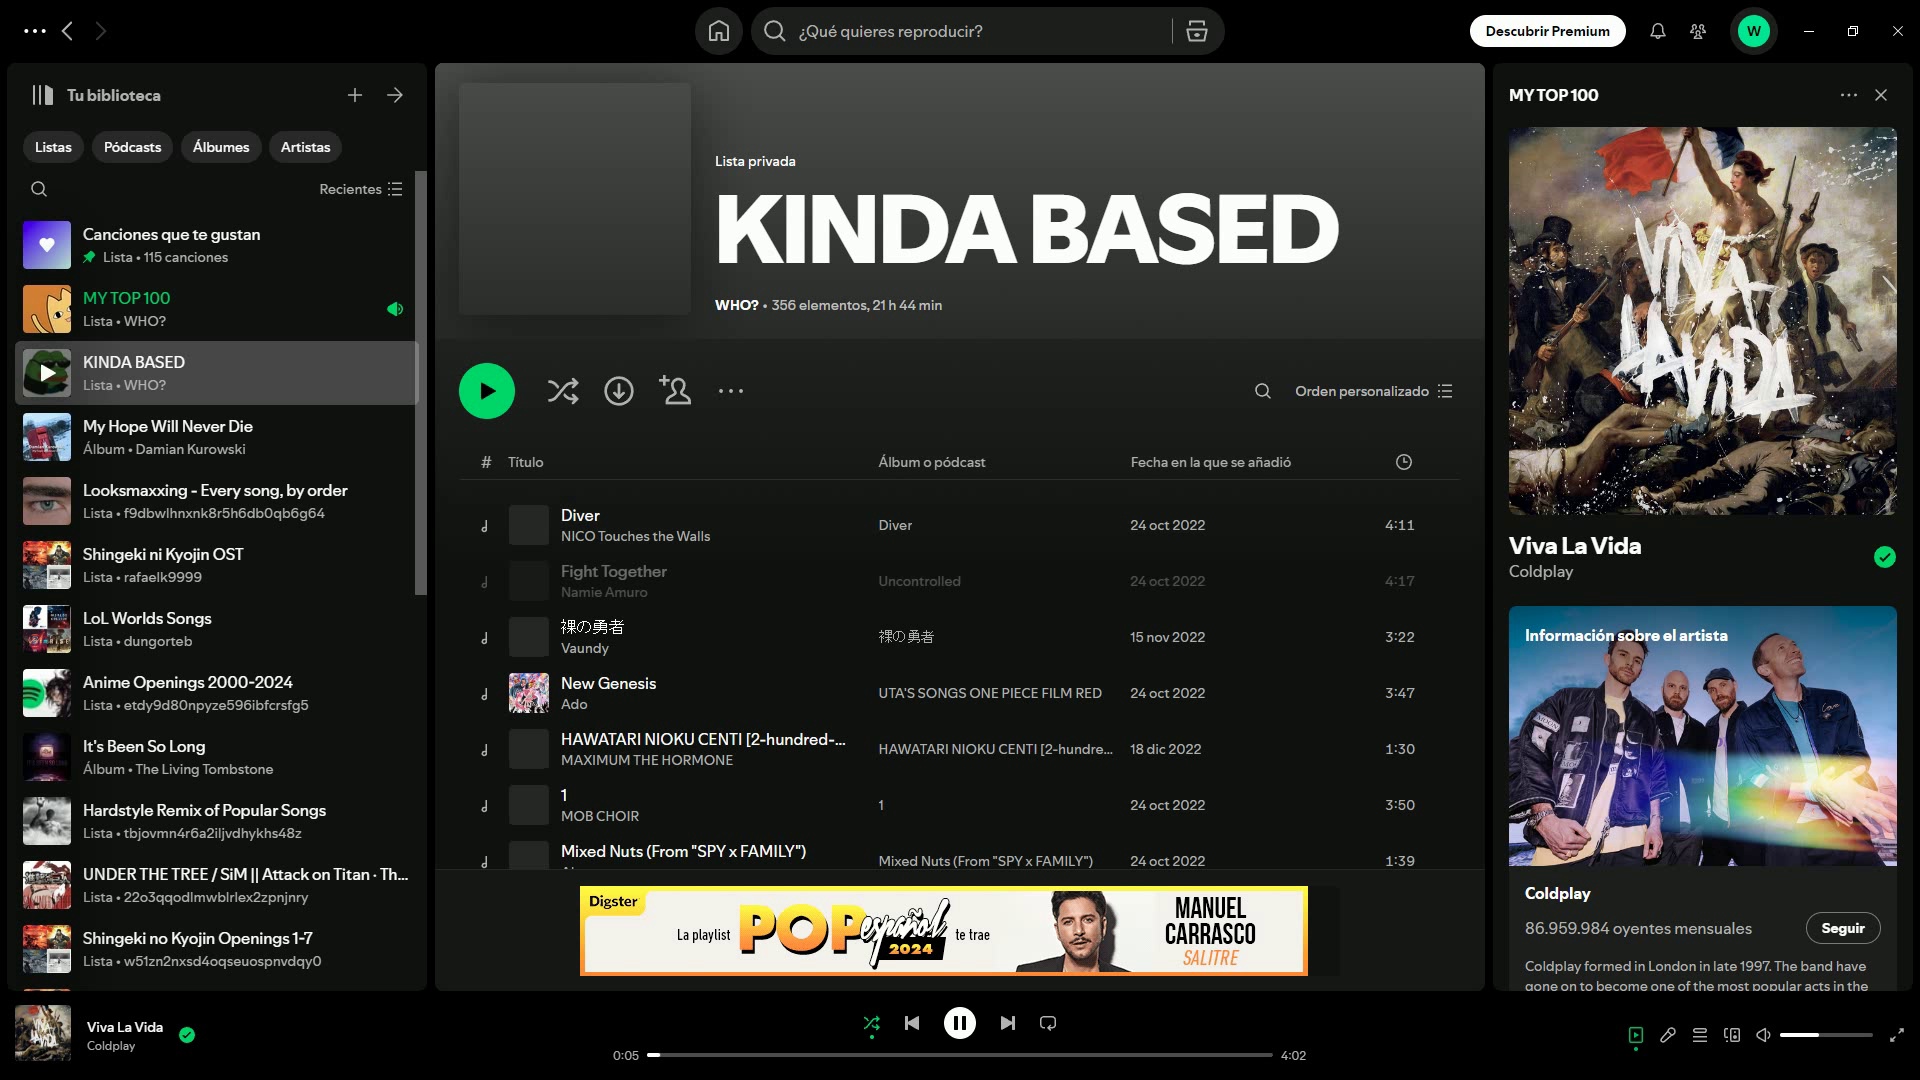 ¿Qué quieres reproducir?
Descubrir Premium
W
Tu biblioteca
Listas
Pódcasts
Álbumes
Artistas
Recientes
Canciones que te gustan
Lista • 115 canciones
MY TOP 100
Lista • WHO?
KINDA BASED
Lista • WHO?
My Hope Will Never Die
Álbum • Damian Kurowski
Looksmaxxing - Every song, by order
Lista • f9dbwlhnxnk8r5h6db0qb6g64
Shingeki ni Kyojin OST
Lista • rafaelk9999
LoL Worlds Songs
Lista • dungorteb
Anime Openings 2000-2024
Lista • etdy9d80npyze596ibfcrsfg5
It's Been So Long
Álbum • The Living Tombstone
Hardstyle Remix of Popular Songs
Lista • tbjovmn4r6a2iljvdhykhs48z
UNDER THE TREE / SiM || Attack on Titan · Th...
Lista • 22o3qqodlmwblrlex2zpnjnry
Shingeki no Kyojin Openings 1-7
Lista • w51zn2nxsd4oqseuospnvdqy0
Lista privada
KINDA BASED
WHO? • 356 elementos, 21 h 44 min
Orden personalizado
# Título Álbum o pódcast Fecha en la que se añadió
Diver
NICO Touches the Walls
Diver 24 oct 2022 4:11
Fight Together
Namie Amuro
Uncontrolled 24 oct 2022 4:17
裸の勇者
Vaundy
裸の勇者 15 nov 2022 3:22
New Genesis
Ado
UTA'S SONGS ONE PIECE FILM RED 24 oct 2022 3:47
HAWATARI NIOKU CENTI [2-hundred-...
MAXIMUM THE HORMONE
HAWATARI NIOKU CENTI [2-hundre... 18 dic 2022 1:30
1
MOB CHOIR
1 24 oct 2022 3:50
Mixed Nuts (From "SPY x FAMILY")
Mixed Nuts (From "SPY x FAMILY") 24 oct 2022 1:39
Digster
La playlist POP español 2024 te trae
MANUEL
CARRASCO
SALITRE
MY TOP 100
VIVA
LA VIDA
Viva La Vida
Coldplay
Información sobre el artista
Coldplay
86.959.984 oyentes mensuales
Seguir
Coldplay formed in London in late 1997. The band have
gone on to become one of the most popular acts in the
Viva La Vida
Coldplay
0:05
4:02